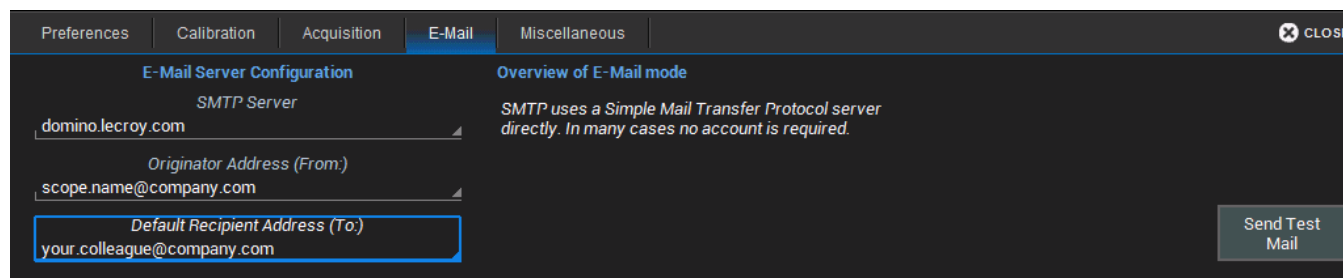 Preferences
Calibration
Acquisition
E-Mail
Miscellaneous
E-Mail Server Configuration
SMTP Server
domino.lecroy.com
Originator Address (From:)
scope.name@company.com
Default Recipient Address (To:)
your.colleague@company.com
Overview of E-Mail mode
SMTP uses a Simple Mail Transfer Protocol server
directly. In many cases no account is required.
Send Test
Mail